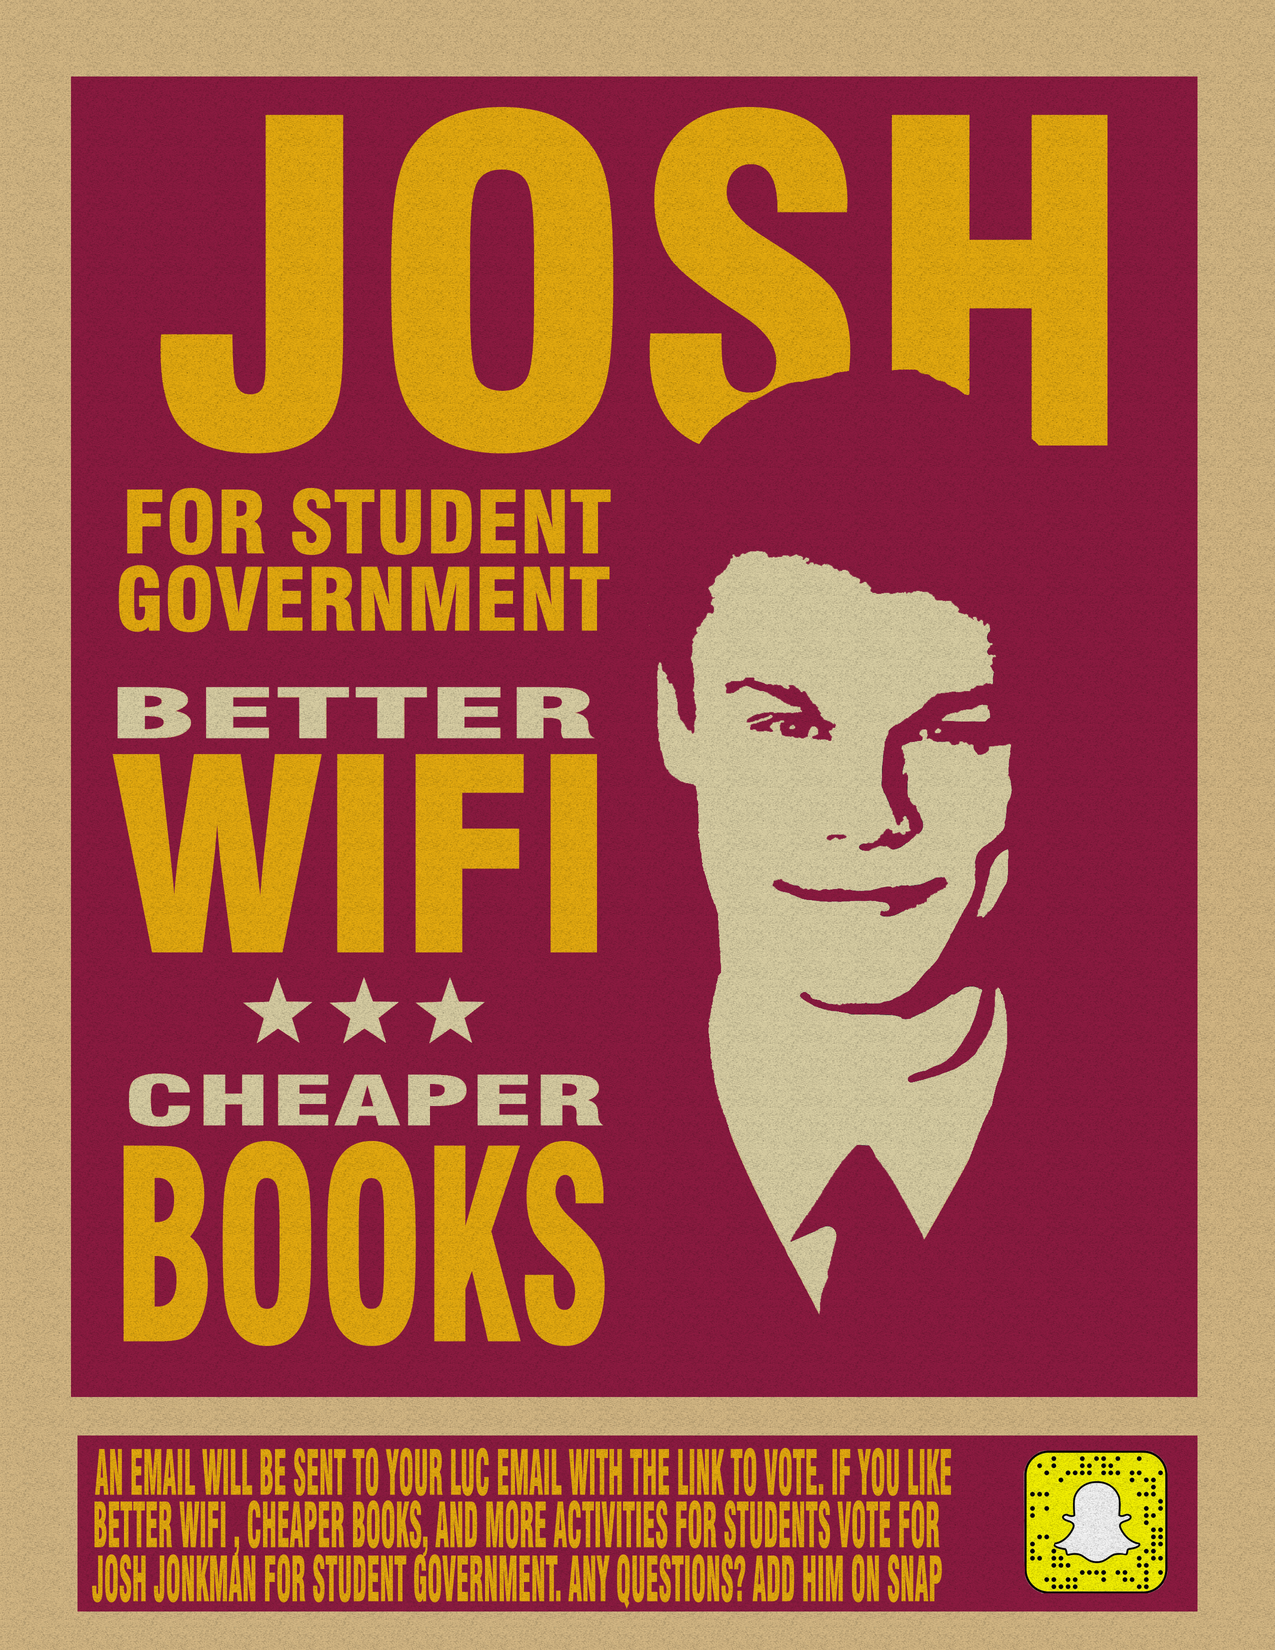 JOSH
FOR STUDENT
GOVERNMENT
BETTER
WIFI
CHEAPER
BOOKS
AN EMAIL WILL BE SENT TO YOUR LUC EMAIL WITH THE LINK TO VOTE. IF YOU LIKE
BETTER WIFI , CHEAPER BOOKS, AND MORE ACTIVITIES FOR STUDENTS VOTE FOR
JOSH JONKMAN FOR STUDENT GOVERNMENT. ANY QUESTIONS? ADD HIM ON SNAP